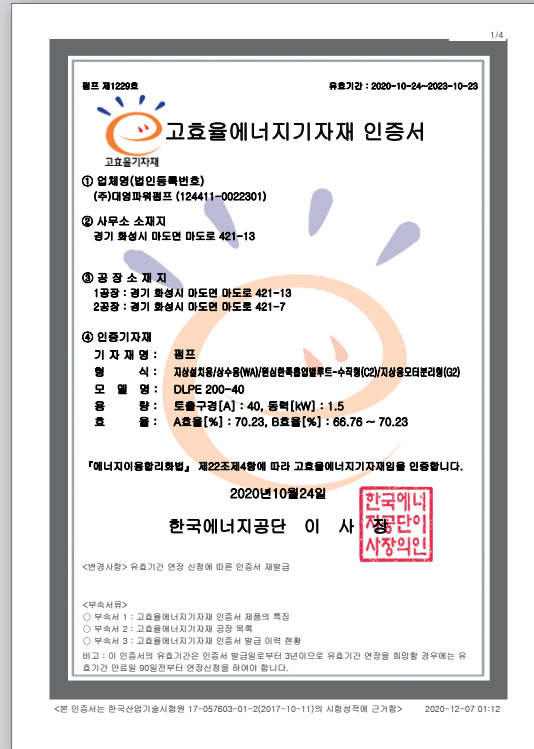 1/4
펌프 제1229호
유효기간 : 2020-10-24~2023-10-23
고효율에너지기자재 인증서
고효율기자재
① 업체명(법인등록번호)
(주)대영파워펌프 (124411-0022301)
② 사무소 소재지
경기 화성시 마도면 마도로 421-13
③ 공 장 소 재 지
1공장 : 경기 화성시 마도면 마도로 421-13
2공장 : 경기 화성시 마도면 마도로 421-7
④ 인증기자재
기 자 재 명 : 펌프
형 식 : 지상설치용/상수용(WA)/원심한쪽흡업벌루트-수직형(C2)/지상용모터분리형(G2)
모 델 명 : DLPE 200-40
용 량 : 토출구경[A] : 40, 동력[kW] : 1.5
효 율 : A효율[%] : 70.23, B효율[%] : 66.76 ~ 70.23
『에너지이용합리화법』 제22조제4항에 따라 고효율에너지기자재임을 인증합니다.
2020년10월24일
한국에너지공단 이 사 장
한국에너
지공단이
사장의인
<변경사항> 유효기간 연장 신청에 따른 인증서 재발급
<부속서류>
○ 부속서 1 : 고효율에너지기자재 인증서 제품의 특징
○ 부속서 2 : 고효율에너지기자재 공장 목록
○ 부속서 3 : 고효율에너지기자재 인증서 발급 이력 현황
비고 : 이 인증서의 유효기간은 인증서 발급일로부터 3년이므로 유효기간 연장을 희망할 경우에는 유
효기간 만료일 90일전부터 연장신청을 하여야 합니다.
<본 인증서는 한국산업기술시험원 17-057603-01-2(2017-10-11)의 시험성적에 근거함>
2020-12-07 01:12